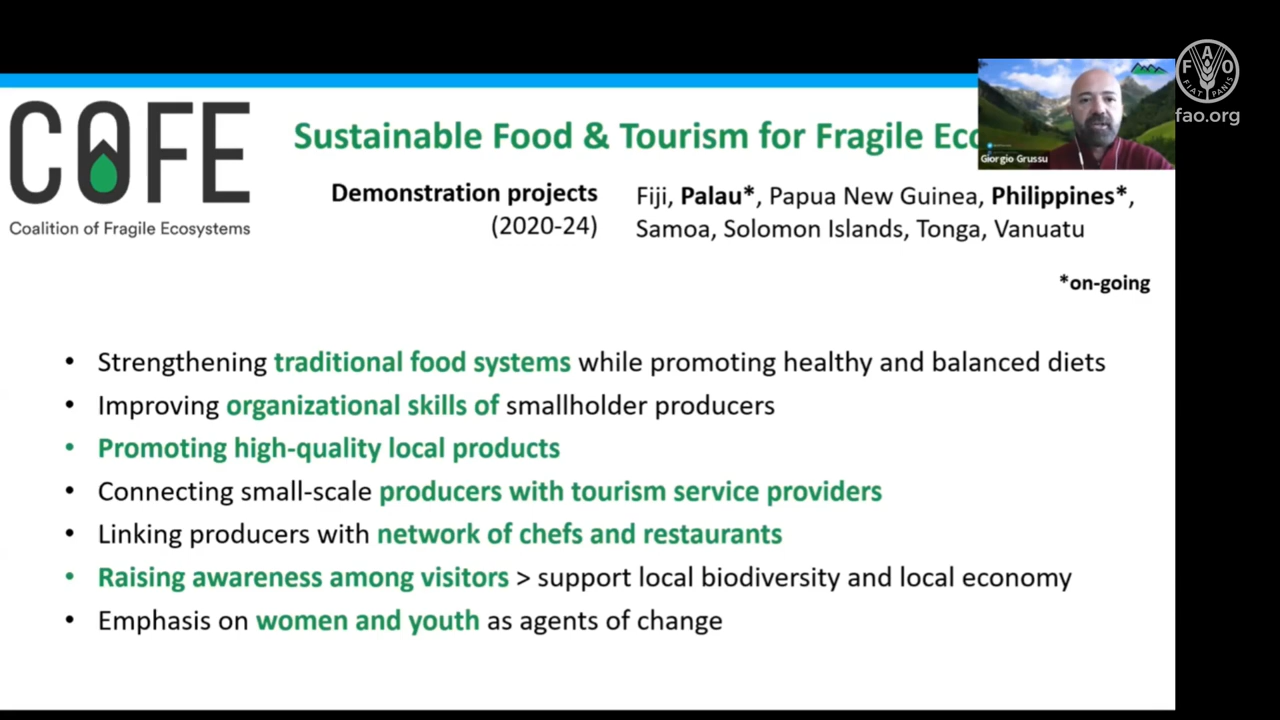 COFE
Coalition of Fragile Ecosystems
Sustainable Food & Tourism for Fragile Eco
Demonstration projects
(2020-24)
Fiji, Palau*, Papua New Guinea, Philippines*,
Samoa, Solomon Islands, Tonga, Vanuatu
*on-going
• Strengthening traditional food systems while promoting healthy and balanced diets
• Improving organizational skills of smallholder producers
• Promoting high-quality local products
• Connecting small-scale producers with tourism service providers
• Linking producers with network of chefs and restaurants
• Raising awareness among visitors > support local biodiversity and local economy
• Emphasis on women and youth as agents of change
Giorgio Grussu
FAO
FIAT PANIS
fao.org